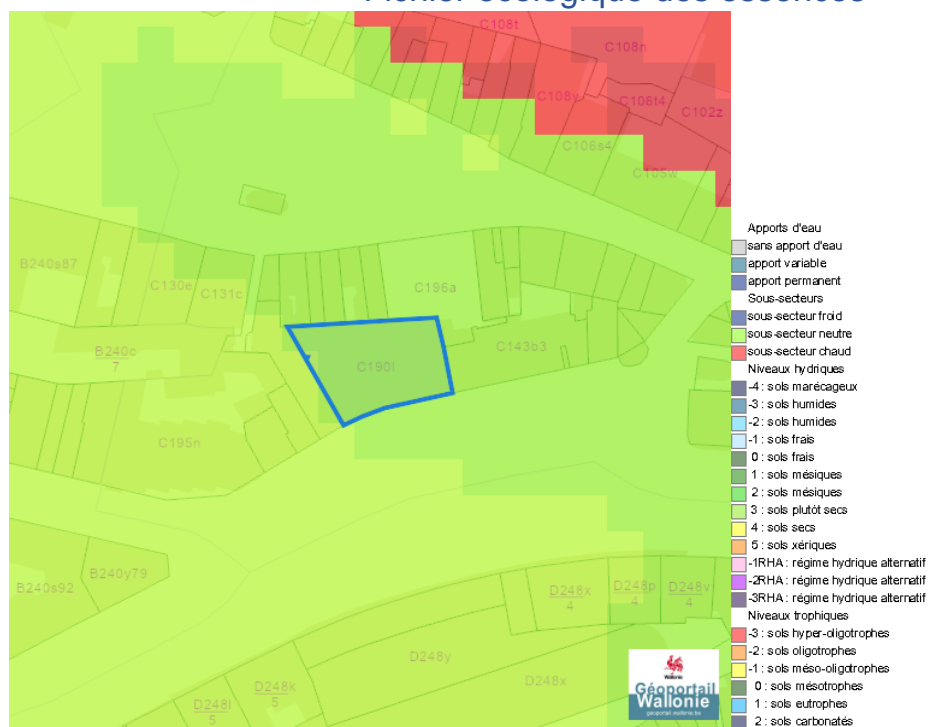 Fichier écologique des essences
C108t
C108n
C108v
C106t4
C102z
C106s4
C105w
B240s87
C130e
C131c
C196a
B240c
7
C190l
C143b3
C195n
B240s92
B240y79
D248x
4
D248p
4
D248v
4
D248y
D248x
D248k
5
D248l
5
Apports d'eau
sans apport d'eau
apport variable
apport permanent
Sous-secteurs
sous-secteur froid
sous-secteur neutre
sous-secteur chaud
Niveaux hydriques
-4 : sols marécageux
-3 : sols humides
-2 : sols humides
-1 : sols frais
0 : sols frais
1 : sols mésiques
2 : sols mésiques
3 : sols plutôt secs
4 : sols secs
5 : sols xériques
-1RHA : régime hydrique alternatif
-2RHA : régime hydrique alternatif
-3RHA : régime hydrique alternatif
Niveaux trophiques
-3 : sols hyper-oligotrophes
-2 : sols oligotrophes
-1 : sols méso-oligotrophes
0 : sols mésotrophes
1 : sols eutrophes
2 : sols carbonatés
Wallonie
Géoportail
Wallonie
geoportail.wallonie.be